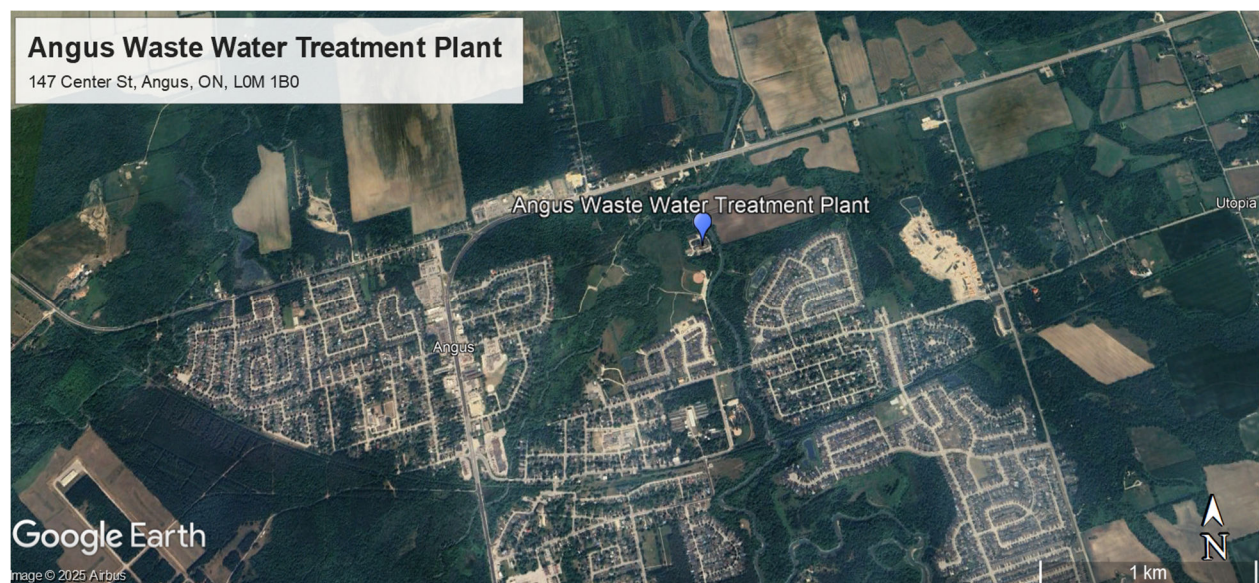 Angus Waste Water Treatment Plant
147 Center St, Angus, ON, L0M 1B0
Angus Waste Water Treatment Plant
Utopia
Angus
Google Earth
N
Image © 2025 Airbus
1 km